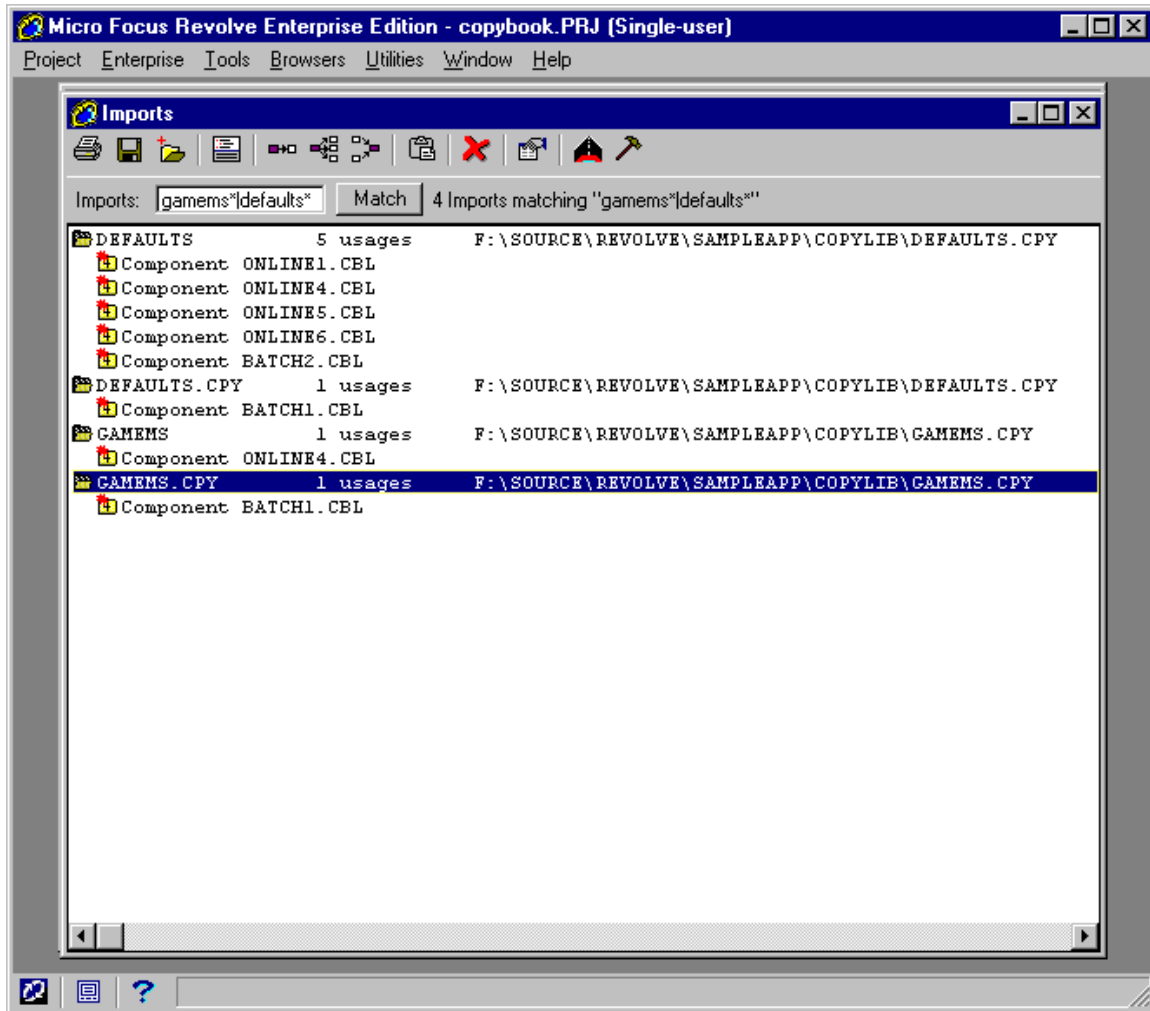 Micro Focus Revolve Enterprise Edition - copybook.PRJ (Single-user)
Project Enterprise Tools Browsers Utilities Window Help
Imports
Imports: gamems*|defaults* Match 4 Imports matching "gamems*|defaults*"
DEFAULTS 5 usages F:\SOURCE\REVOLVE\SAMPLEAPP\COPYLIB\DEFAULTS.CPY
Component ONLINE1.CBL
Component ONLINE4.CBL
Component ONLINE5.CBL
Component ONLINE6.CBL
Component BATCH2.CBL
DEFAULTS.CPY 1 usages F:\SOURCE\REVOLVE\SAMPLEAPP\COPYLIB\DEFAULTS.CPY
Component BATCH1.CBL
GAMEMS 1 usages F:\SOURCE\REVOLVE\SAMPLEAPP\COPYLIB\GAMEMS.CPY
Component ONLINE4.CBL
GAMEMS.CPY 1 usages F:\SOURCE\REVOLVE\SAMPLEAPP\COPYLIB\GAMEMS.CPY
Component BATCH1.CBL